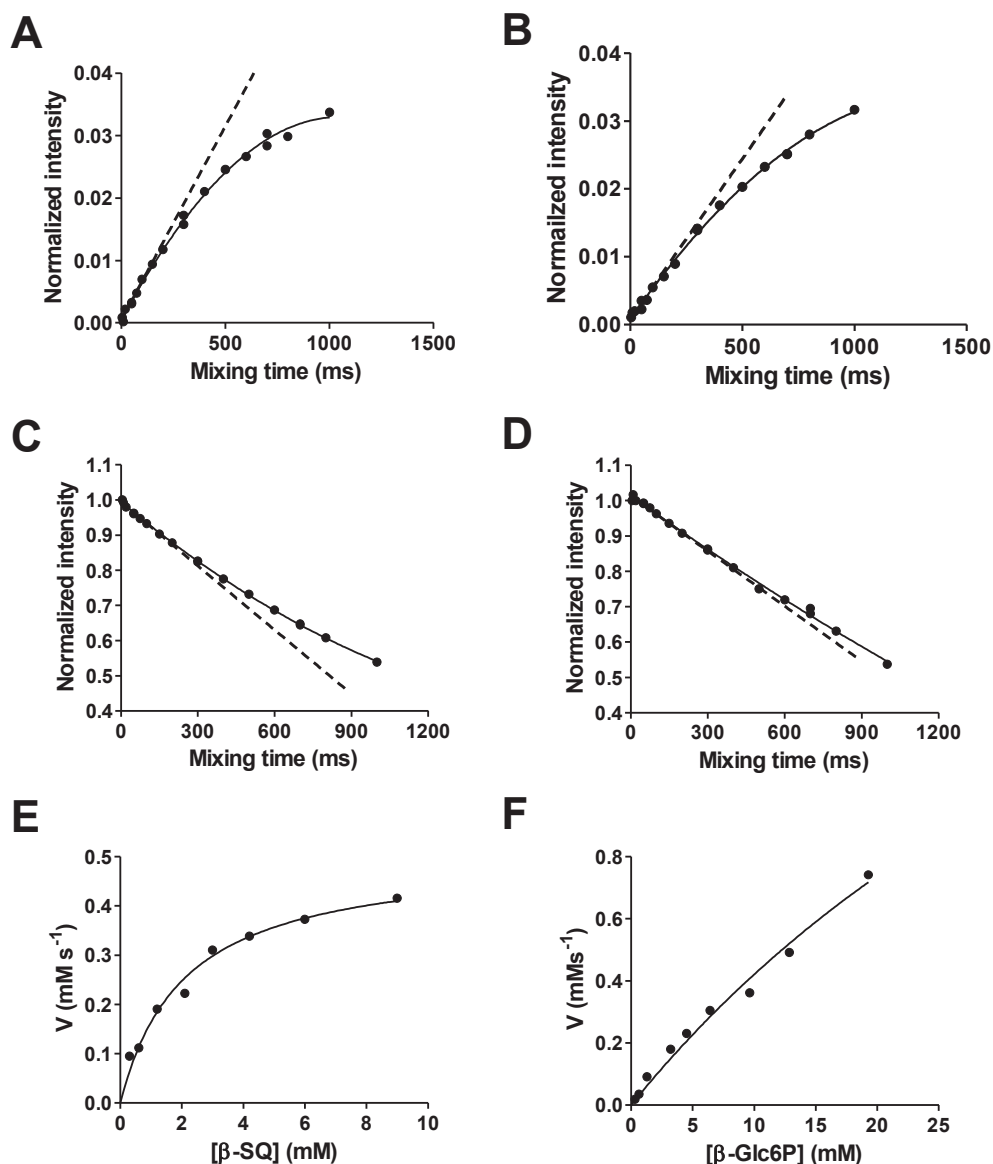 A
Normalized intensity
0.04
0.03
0.02
0.01
0.00
0 500 1000 1500
Mixing time (ms)
B
Normailzed intensity
0.04
0.03
0.02
0.01
0.00
0 500 1000 1500
Mixing time (ms)
C
Normalized intensity
1.1
1.0
0.9
0.8
0.7
0.6
0.5
0.4
0 300 600 900 1200
Mixing time (ms)
D
Normalized intensity
1.1
1.0
0.9
0.8
0.7
0.6
0.5
0.4
0 300 600 900 1200
Mixing time (ms)
E
V (mM s⁻¹)
0.5
0.4
0.3
0.2
0.1
0.0
0 2 4 6 8 10
[β-SQ] (mM)
F
V (mMs⁻¹)
0.8
0.6
0.4
0.2
0.0
0 5 10 15 20 25
[β-Glc6P] (mM)